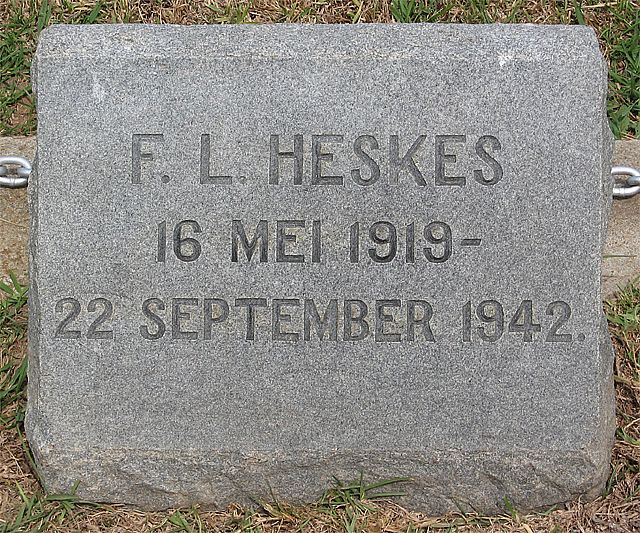 F. L. HESKES
16 MEI 1919-
22 SEPTEMBER 1942.